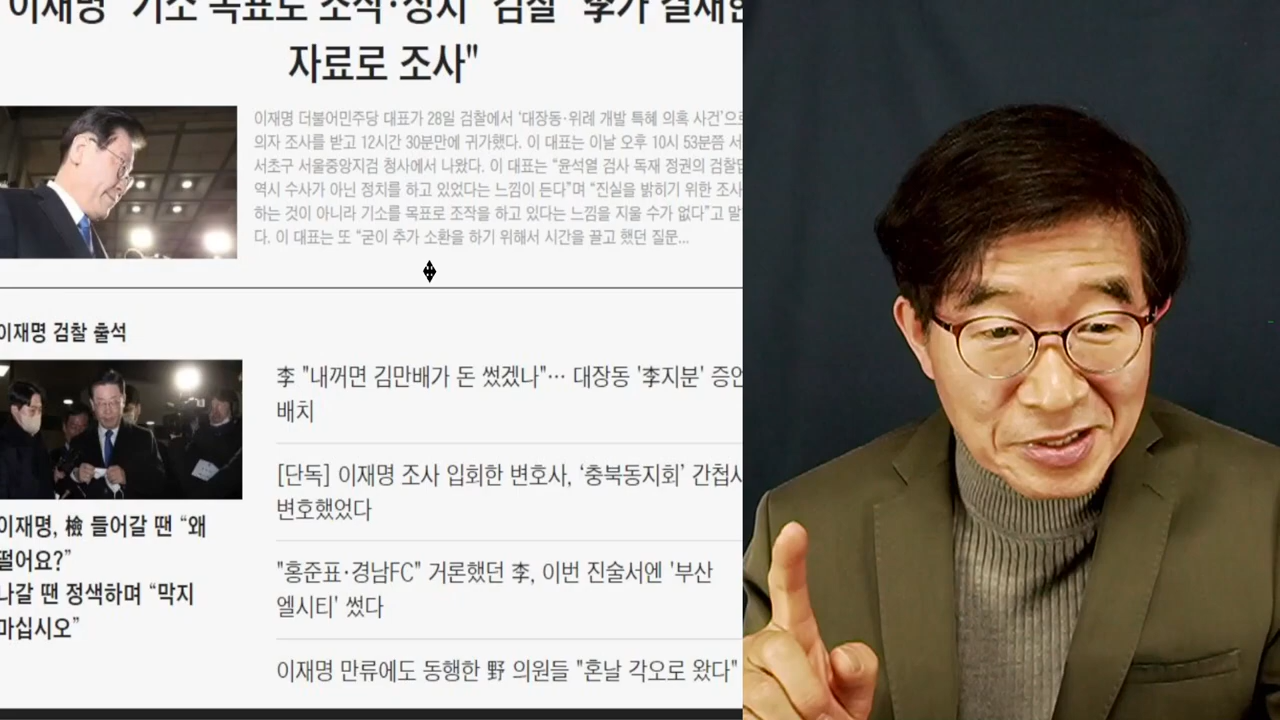 이재명 "기소 목표로 조작·정치" 검찰 "李가 결재한
자료로 조사"
이재명 더불어민주당 대표가 28일 검찰에서 '대장동·위례 개발 특혜 의혹 사건'으로
의자 조사를 받고 12시간 30분만에 귀가했다. 이 대표는 이날 오후 10시 53분쯤 서
서초구 서울중앙지검 청사에서 나왔다. 이 대표는 "윤석열 검사 독재 정권의 검찰답
역시 수사가 아닌 정치를 하고 있었다는 느낌이 든다"며 "진실을 밝히기 위한 조사
하는 것이 아니라 기소를 목표로 조작을 하고 있다는 느낌을 지울 수가 없다"고 말
다. 이 대표는 또 "굳이 추가 소환을 하기 위해서 시간을 끌고 했던 질문...
이재명 검찰 출석
이재명, 檢 들어갈 땐 "왜
떨어요?"
나갈 땐 정색하며 "막지
마십시오"
李 "내꺼면 김만배가 돈 썼겠나"… 대장동 '李지분' 증언
배치
[단독] 이재명 조사 입회한 변호사, '충북동지회' 간첩사
변호했었다
"홍준표·경남FC" 거론했던 李, 이번 진술서엔 '부산
엘시티' 썼다
이재명 만류에도 동행한 野 의원들 "혼날 각오로 왔다"